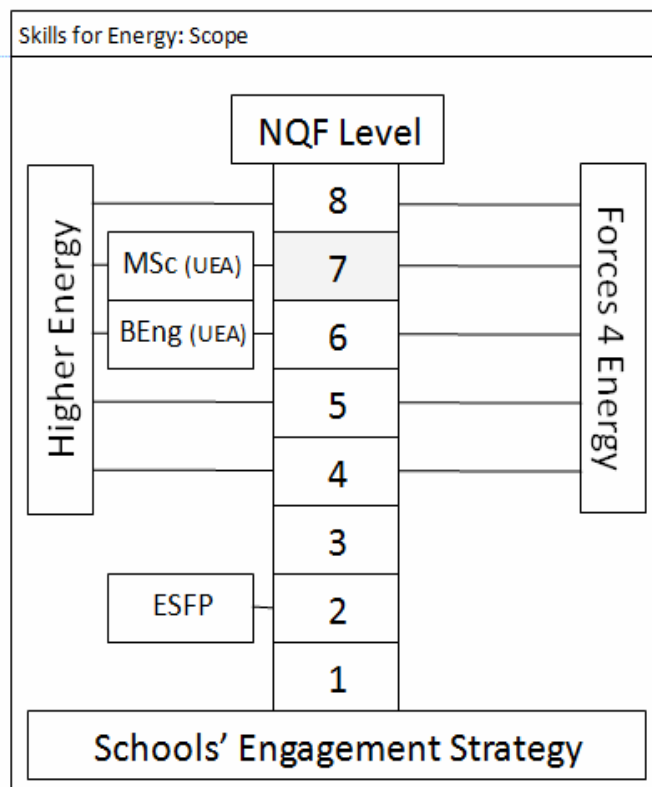 Skills for Energy: Scope
NQF Level
8
MSc (UEA)
7
BEng (UEA)
6
5
4
3
ESFP
2
1
Higher Energy
Forces 4 Energy
Schools’ Engagement Strategy